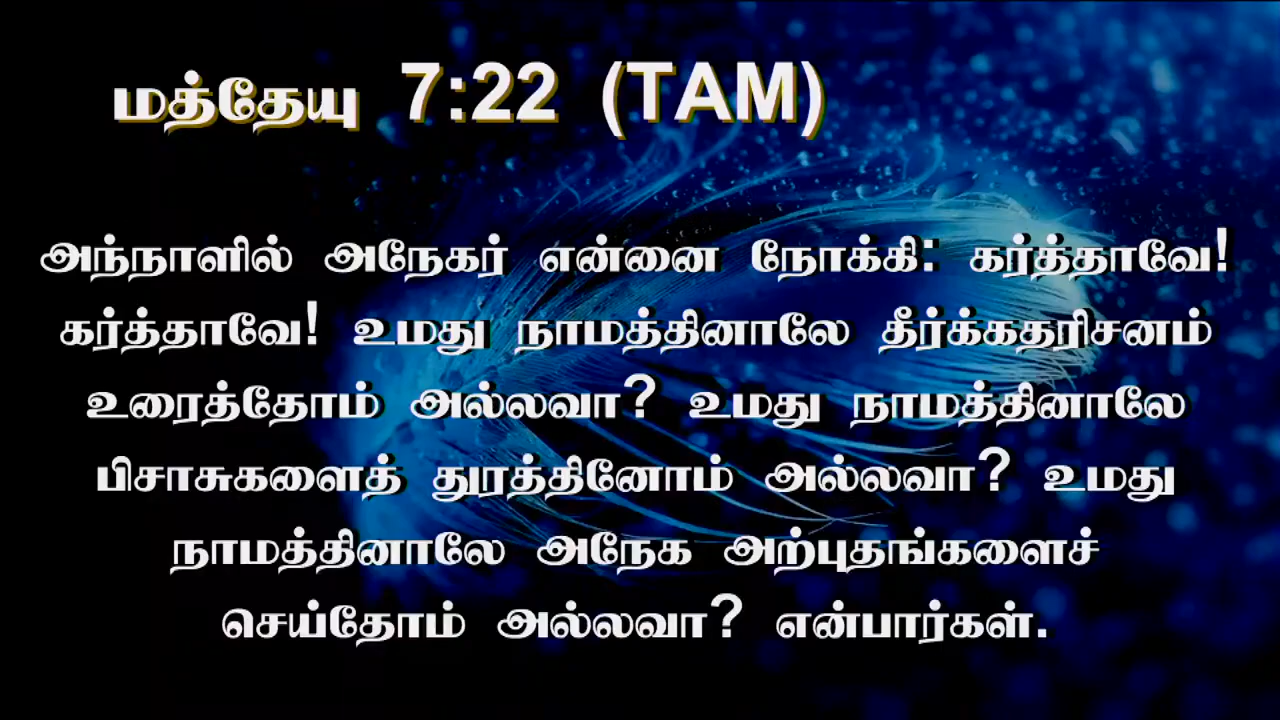 மத்தேயு 7:22 (TAM)
அந்நாளில் அநேகர் என்னை நோக்கி: கர்த்தாவே!
கர்த்தாவே! உமது நாமத்தினாலே தீர்க்கதரிசனம்
உரைத்தோம் அல்லவா? உமது நாமத்தினாலே
பிசாசுகளைத் துரத்தினோம் அல்லவா? உமது
நாமத்தினாலே அநேக அற்புதங்களைச்
செய்தோம் அல்லவா? என்பார்கள்.